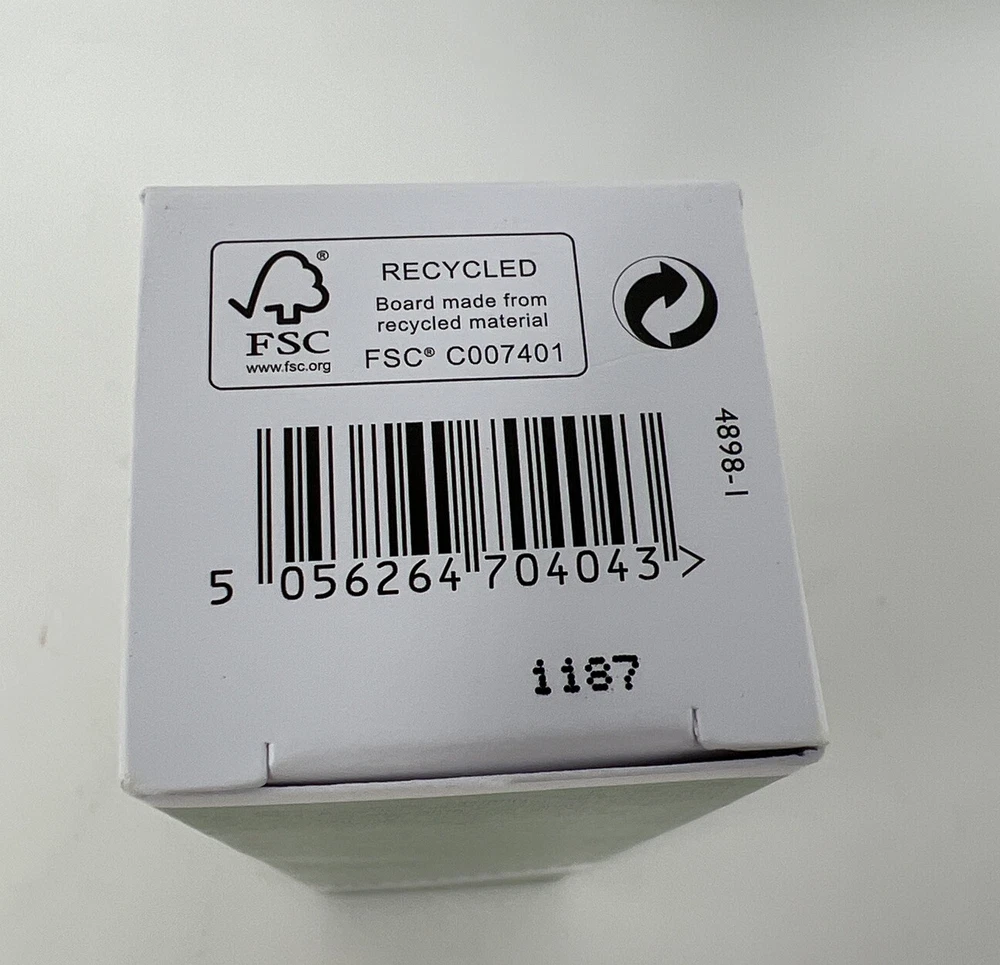 RECYCLED
Board made from
recycled material
FSC® C007401
®
FSC
www.fsc.org
4898-I
5 056264 704043 >
1187